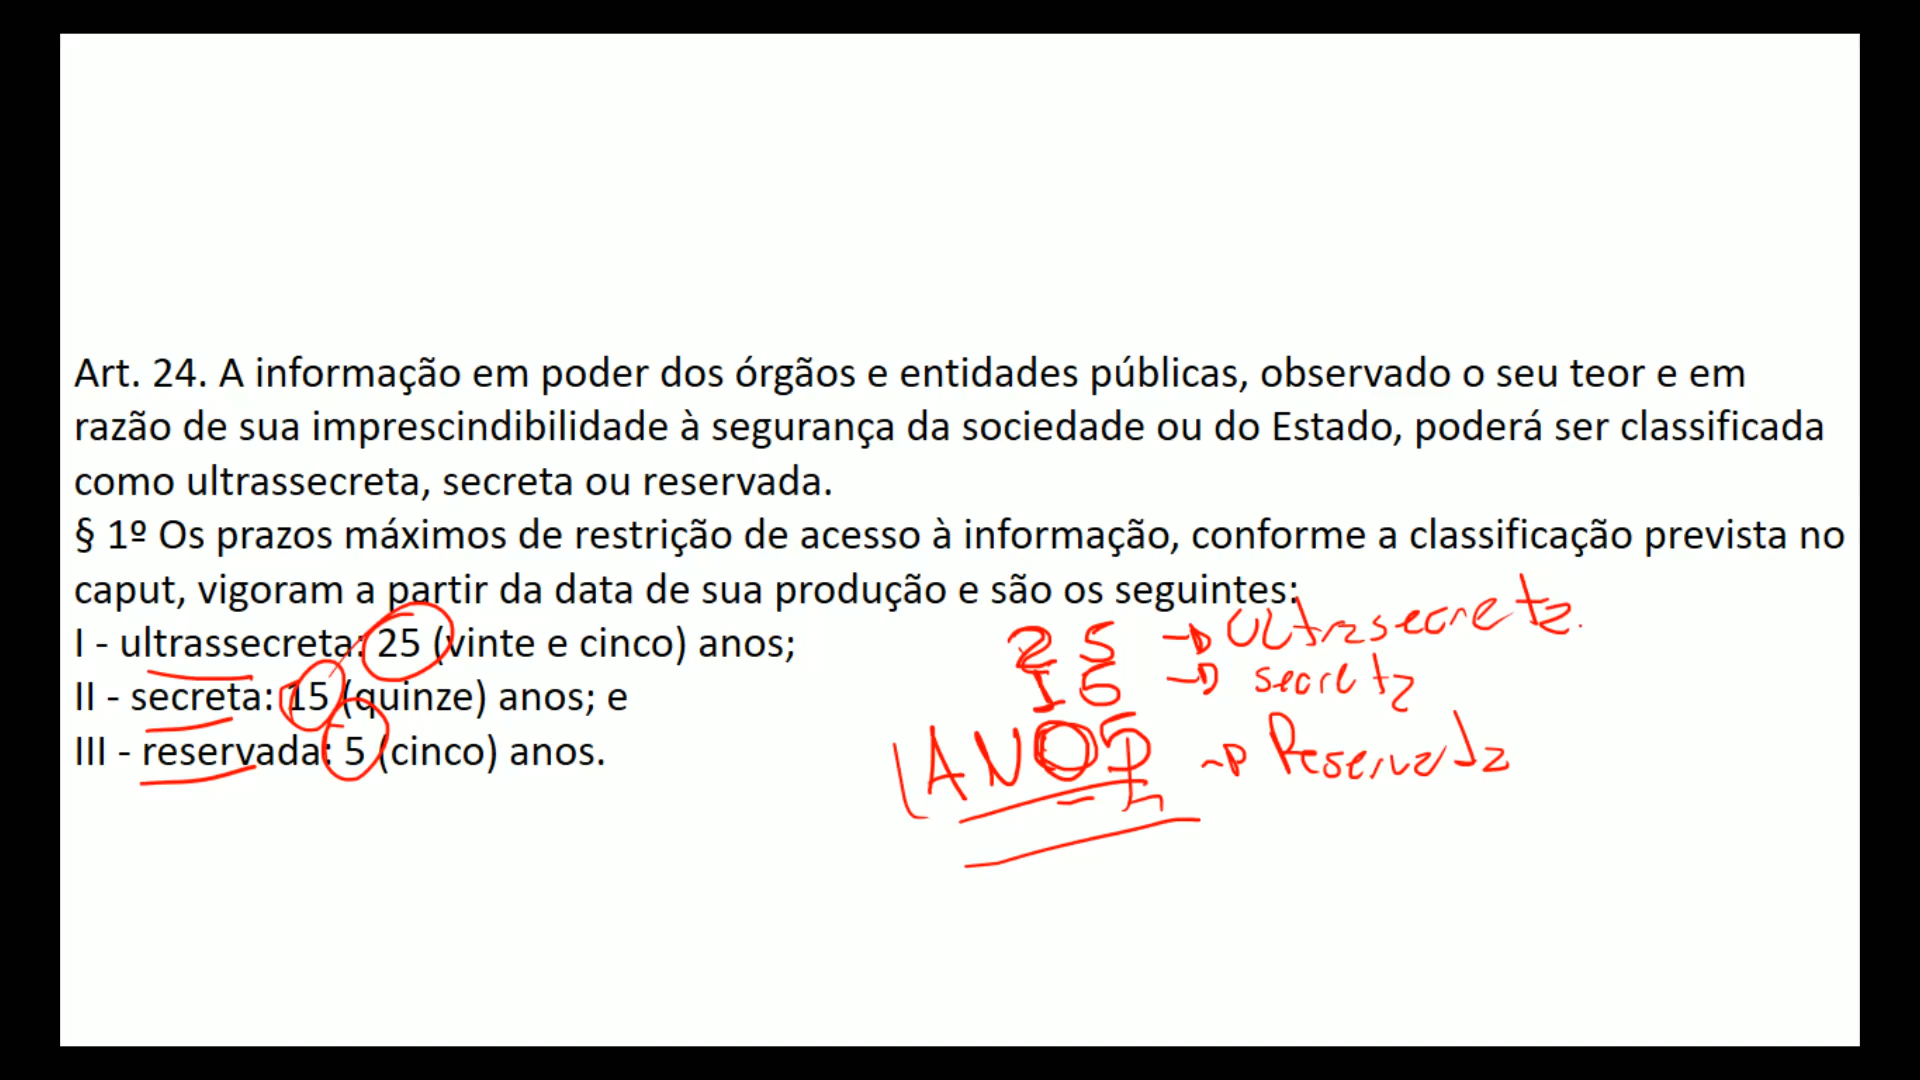 Art. 24. A informação em poder dos órgãos e entidades públicas, observado o seu teor e em
razão de sua imprescindibilidade à segurança da sociedade ou do Estado, poderá ser classificada
como ultrassecreta, secreta ou reservada.
§ 1º Os prazos máximos de restrição de acesso à informação, conforme a classificação prevista no
caput, vigoram a partir da data de sua produção e são os seguintes:
I - ultrassecreta: 25 (vinte e cinco) anos;
II - secreta: 15 (quinze) anos; e
III - reservada: 5 (cinco) anos.
25 → Ultrasecreta.
15 → secreta
ANO5 → Reservada